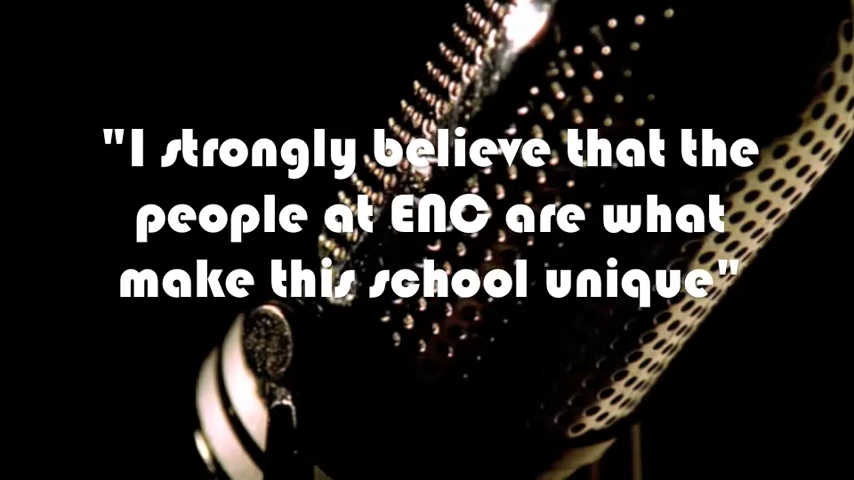 "I strongly believe that the
people at ENC are what
make this school unique"